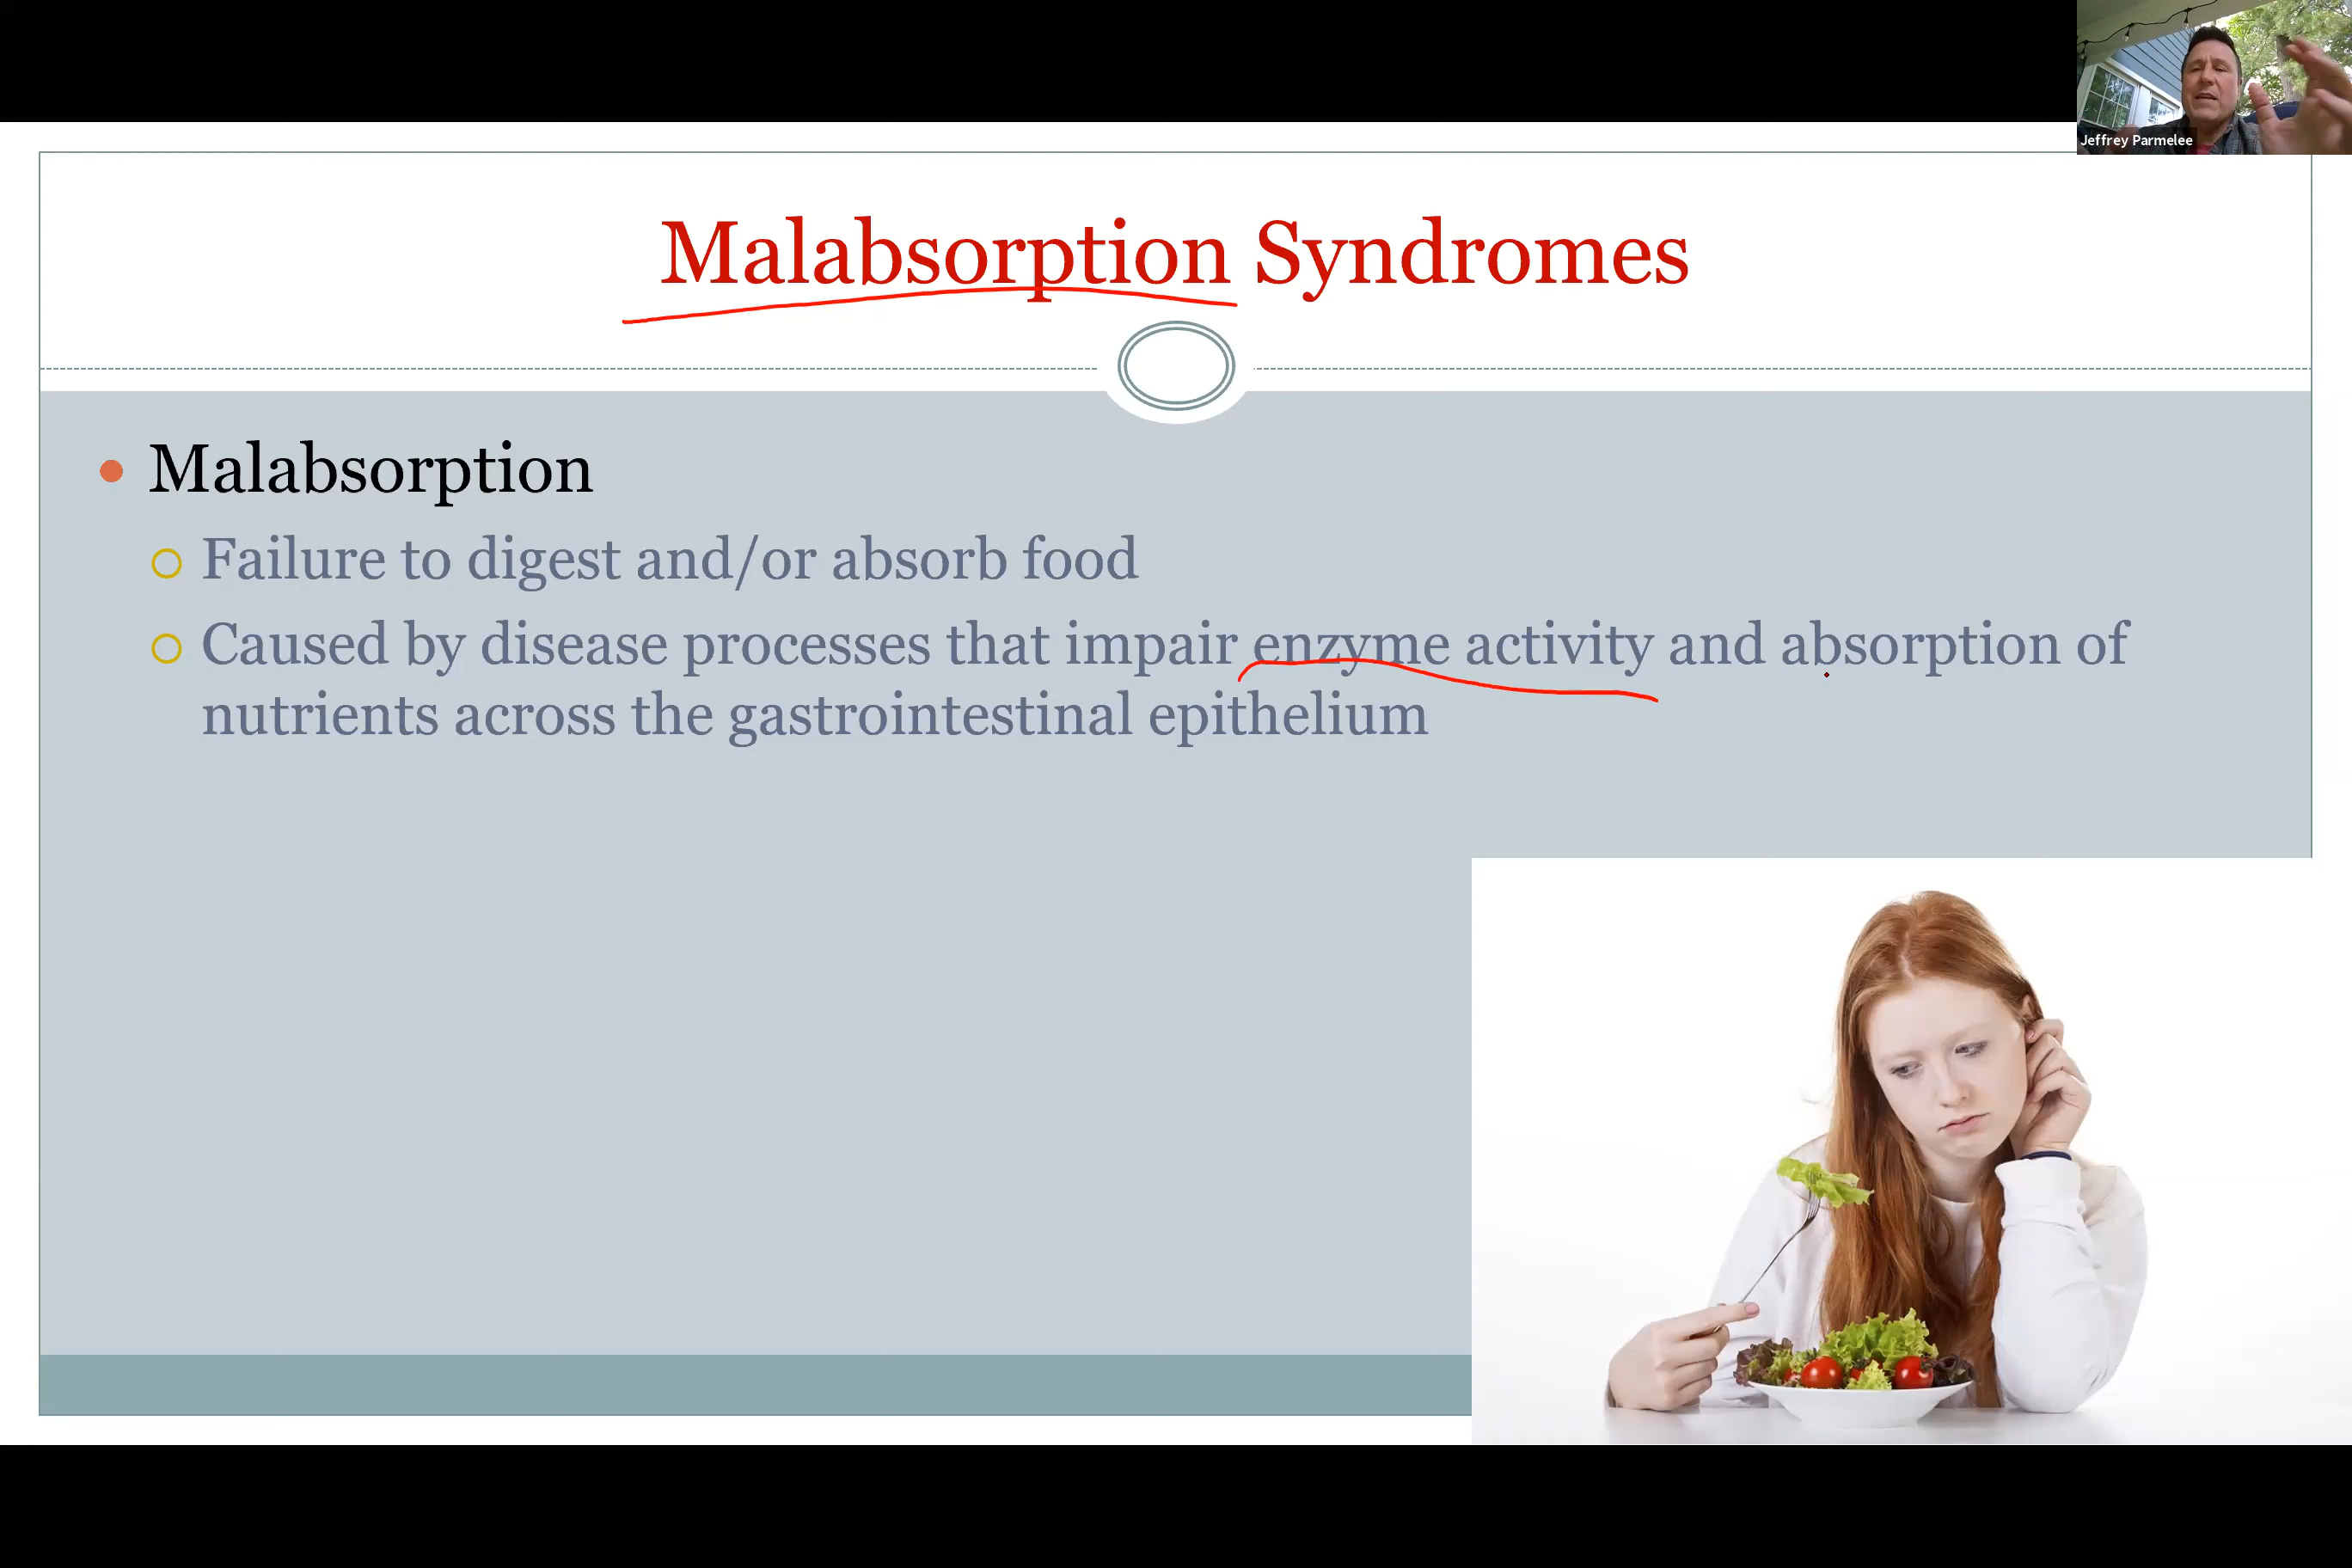 Jeffrey Parmelee
Malabsorption Syndromes
Malabsorption
Failure to digest and/or absorb food
Caused by disease processes that impair enzyme activity and absorption of
nutrients across the gastrointestinal epithelium